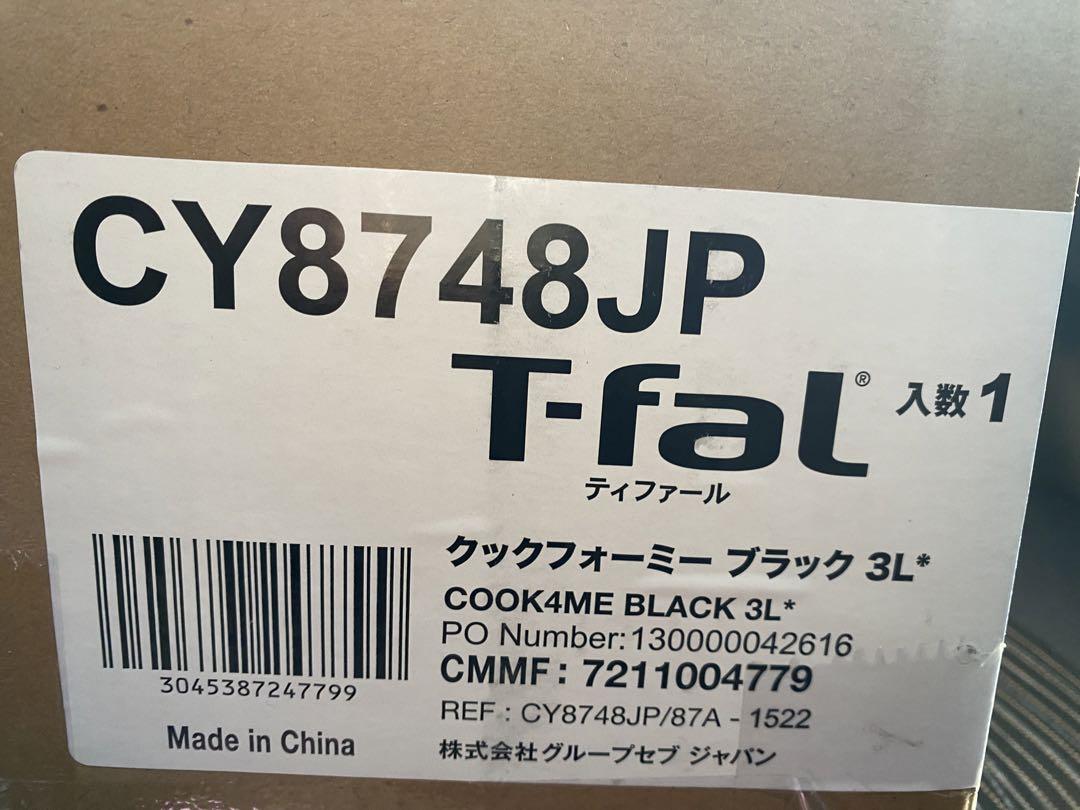 CY8748JP
T-fal® 入数 1
ティファール
クックフォーミー ブラック 3L*
COOK4ME BLACK 3L*
PO Number:130000042616
CMMF : 7211004779
REF : CY8748JP/87A - 1522
株式会社グループセブ ジャパン
3045387247799
Made in China